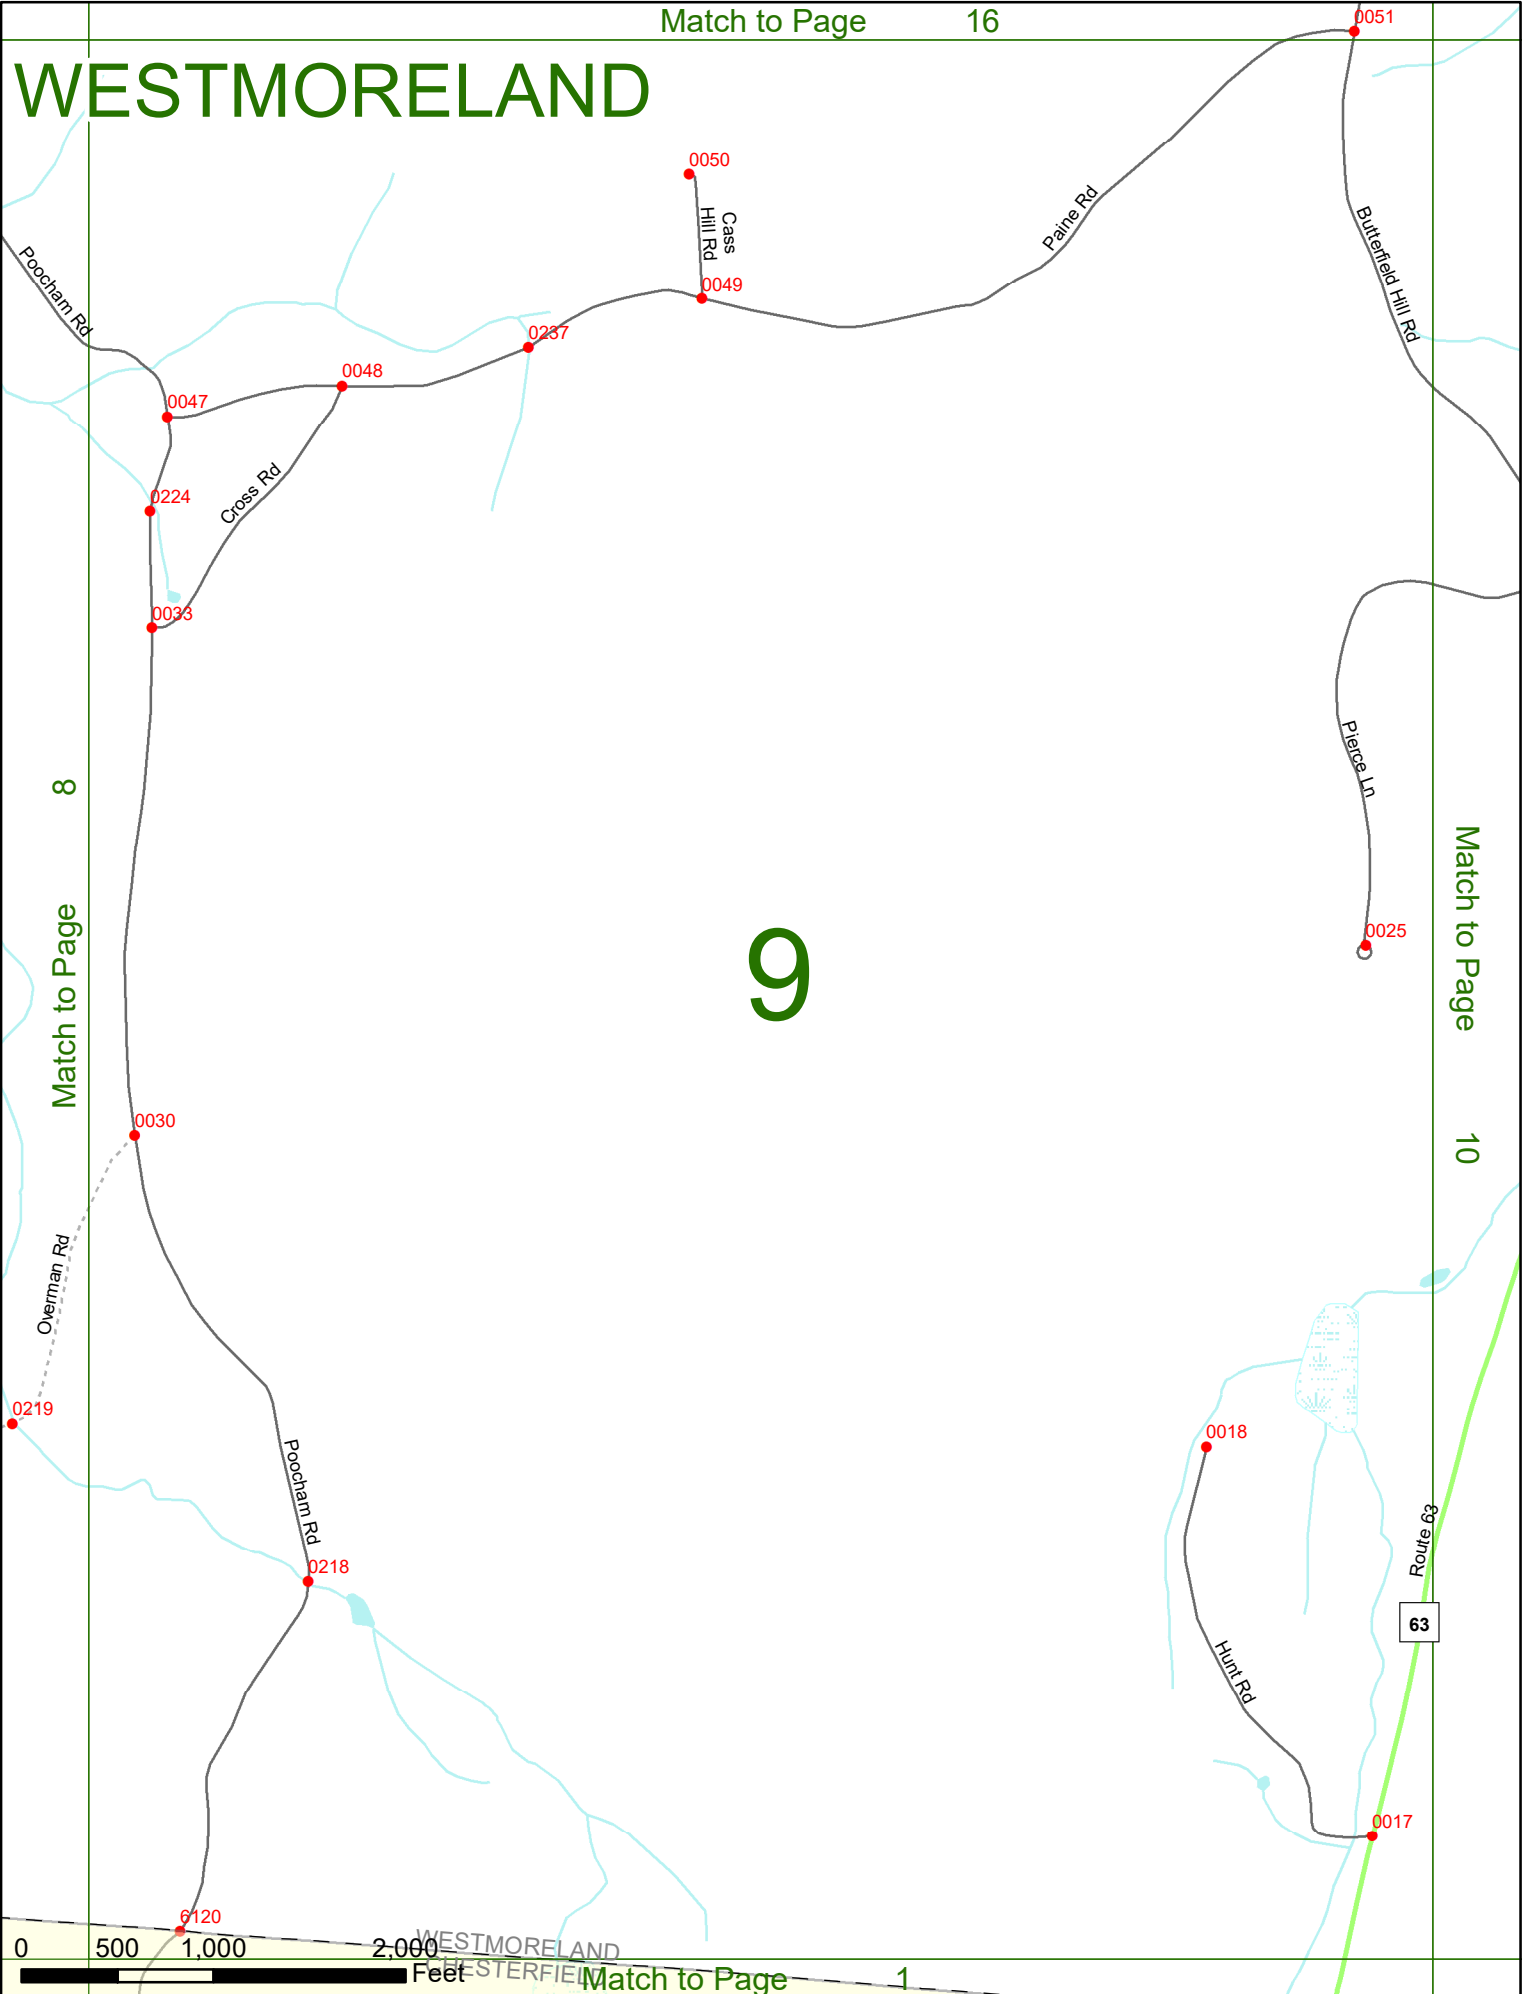 Match to Page 16
0051
WESTMORELAND
0050
Cass
Hill Rd
Paine Rd
Butterfield Hill Rd
Poocham Rd
0049
0237
0048
0047
Cross Rd
0224
0033
Pierce Ln
Match to Page 8
Match to Page 10
9
0025
0030
Overman Rd
0219
0018
Poocham Rd
Route 63
0218
63
Hunt Rd
0017
6120
WESTMORELAND
0 500 1,000 2,000
Feet
CHESTERFIELD
Match to Page 1